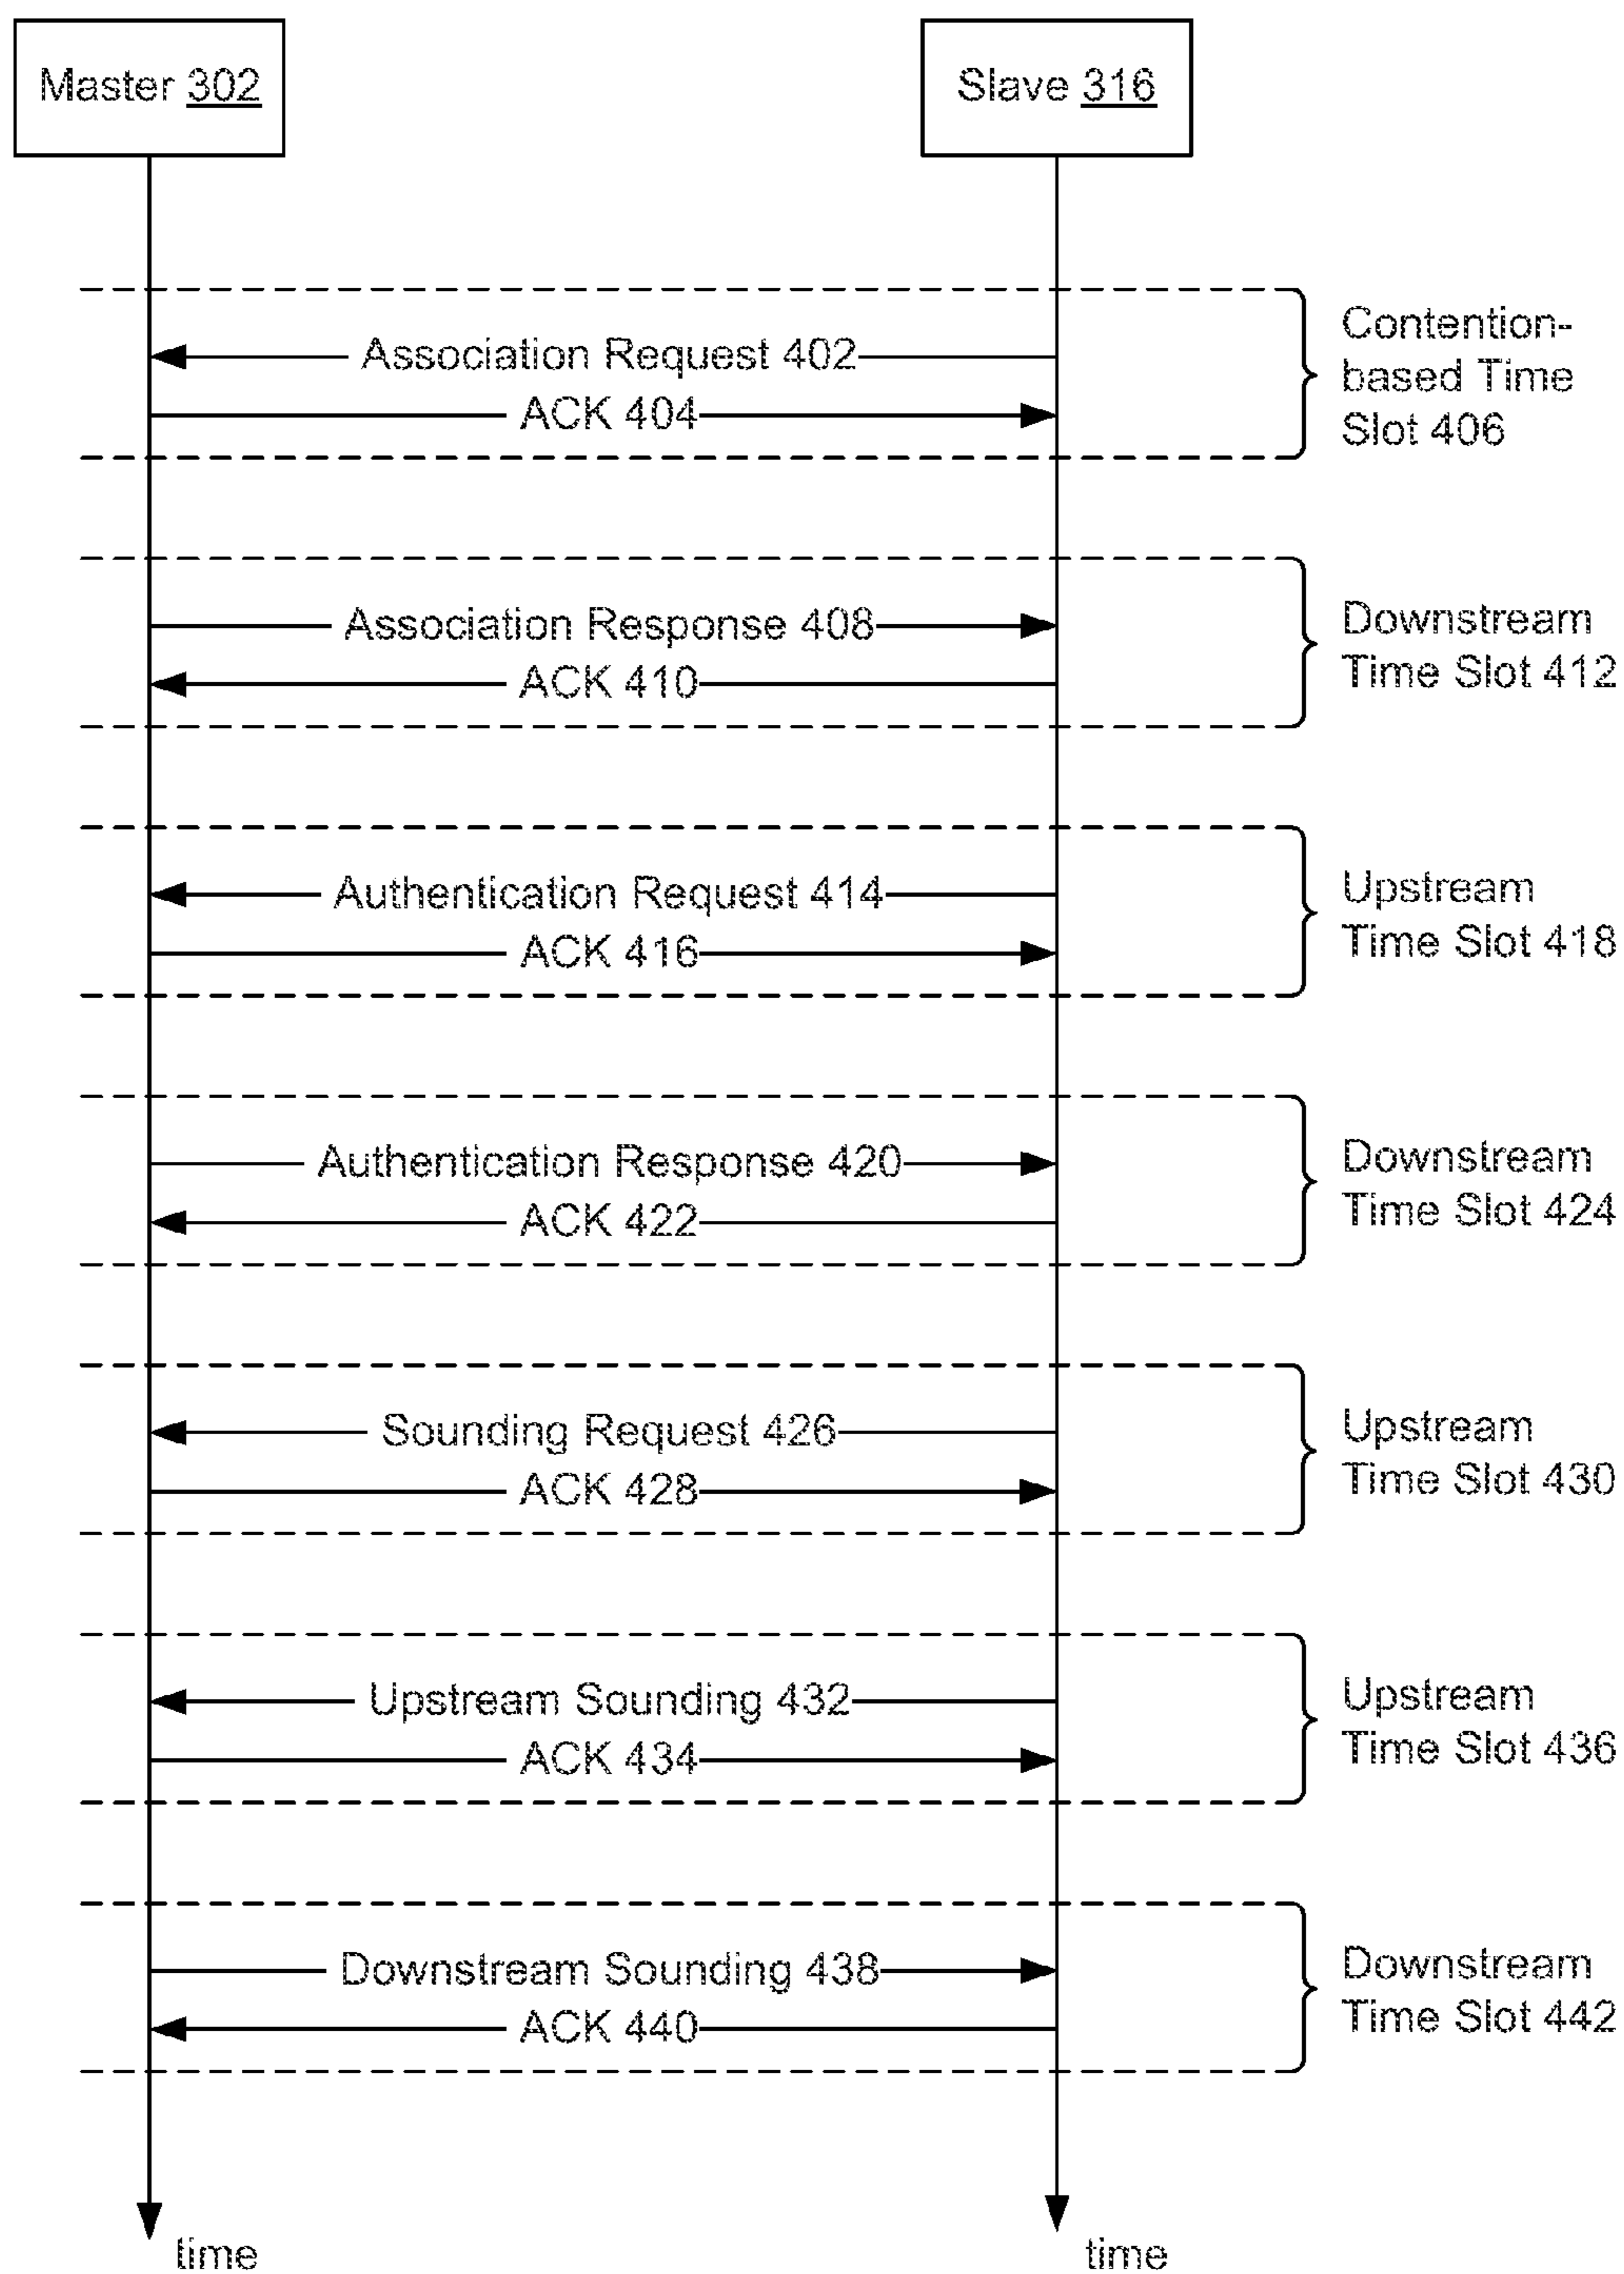 Master 302
Slave 316
Association Request 402
ACK 404
Contention-
based Time
Slot 406
Association Response 408
ACK 410
Downstream
Time Slot 412
Authentication Request 414
ACK 416
Upstream
Time Slot 418
Authentication Response 420
ACK 422
Downstream
Time Slot 424
Sounding Request 426
ACK 428
Upstream
Time Slot 430
Upstream Sounding 432
ACK 434
Upstream
Time Slot 436
Downstream Sounding 438
ACK 440
Downstream
Time Slot 442
time
time